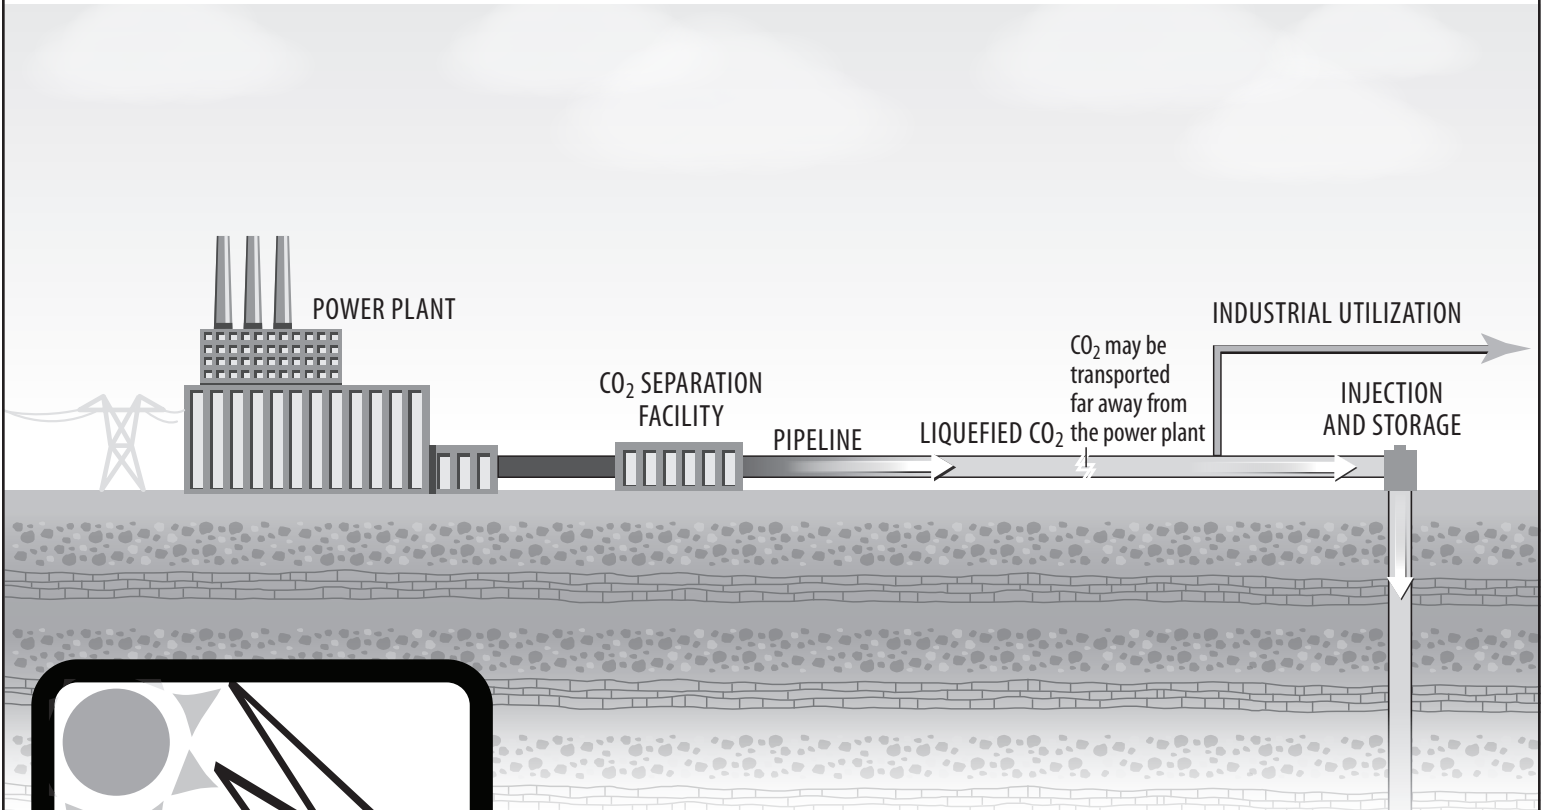 POWER PLANT
CO₂ SEPARATION
FACILITY
PIPELINE
LIQUEFIED CO₂
CO₂ may be
transported
far away from
the power plant
INDUSTRIAL UTILIZATION
INJECTION
AND STORAGE